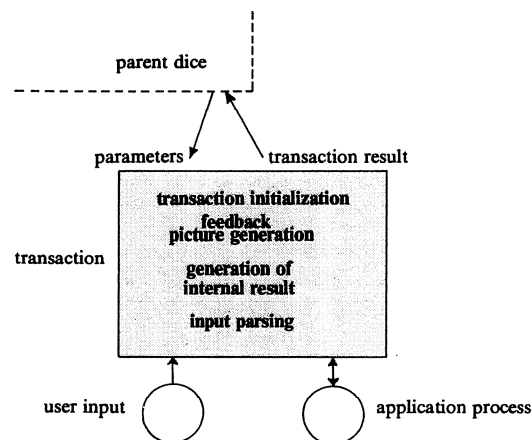 parent dice
parameters
transaction result
transaction initialization
feedback
picture generation
transaction
generation of
internal result
input parsing
user input
application process